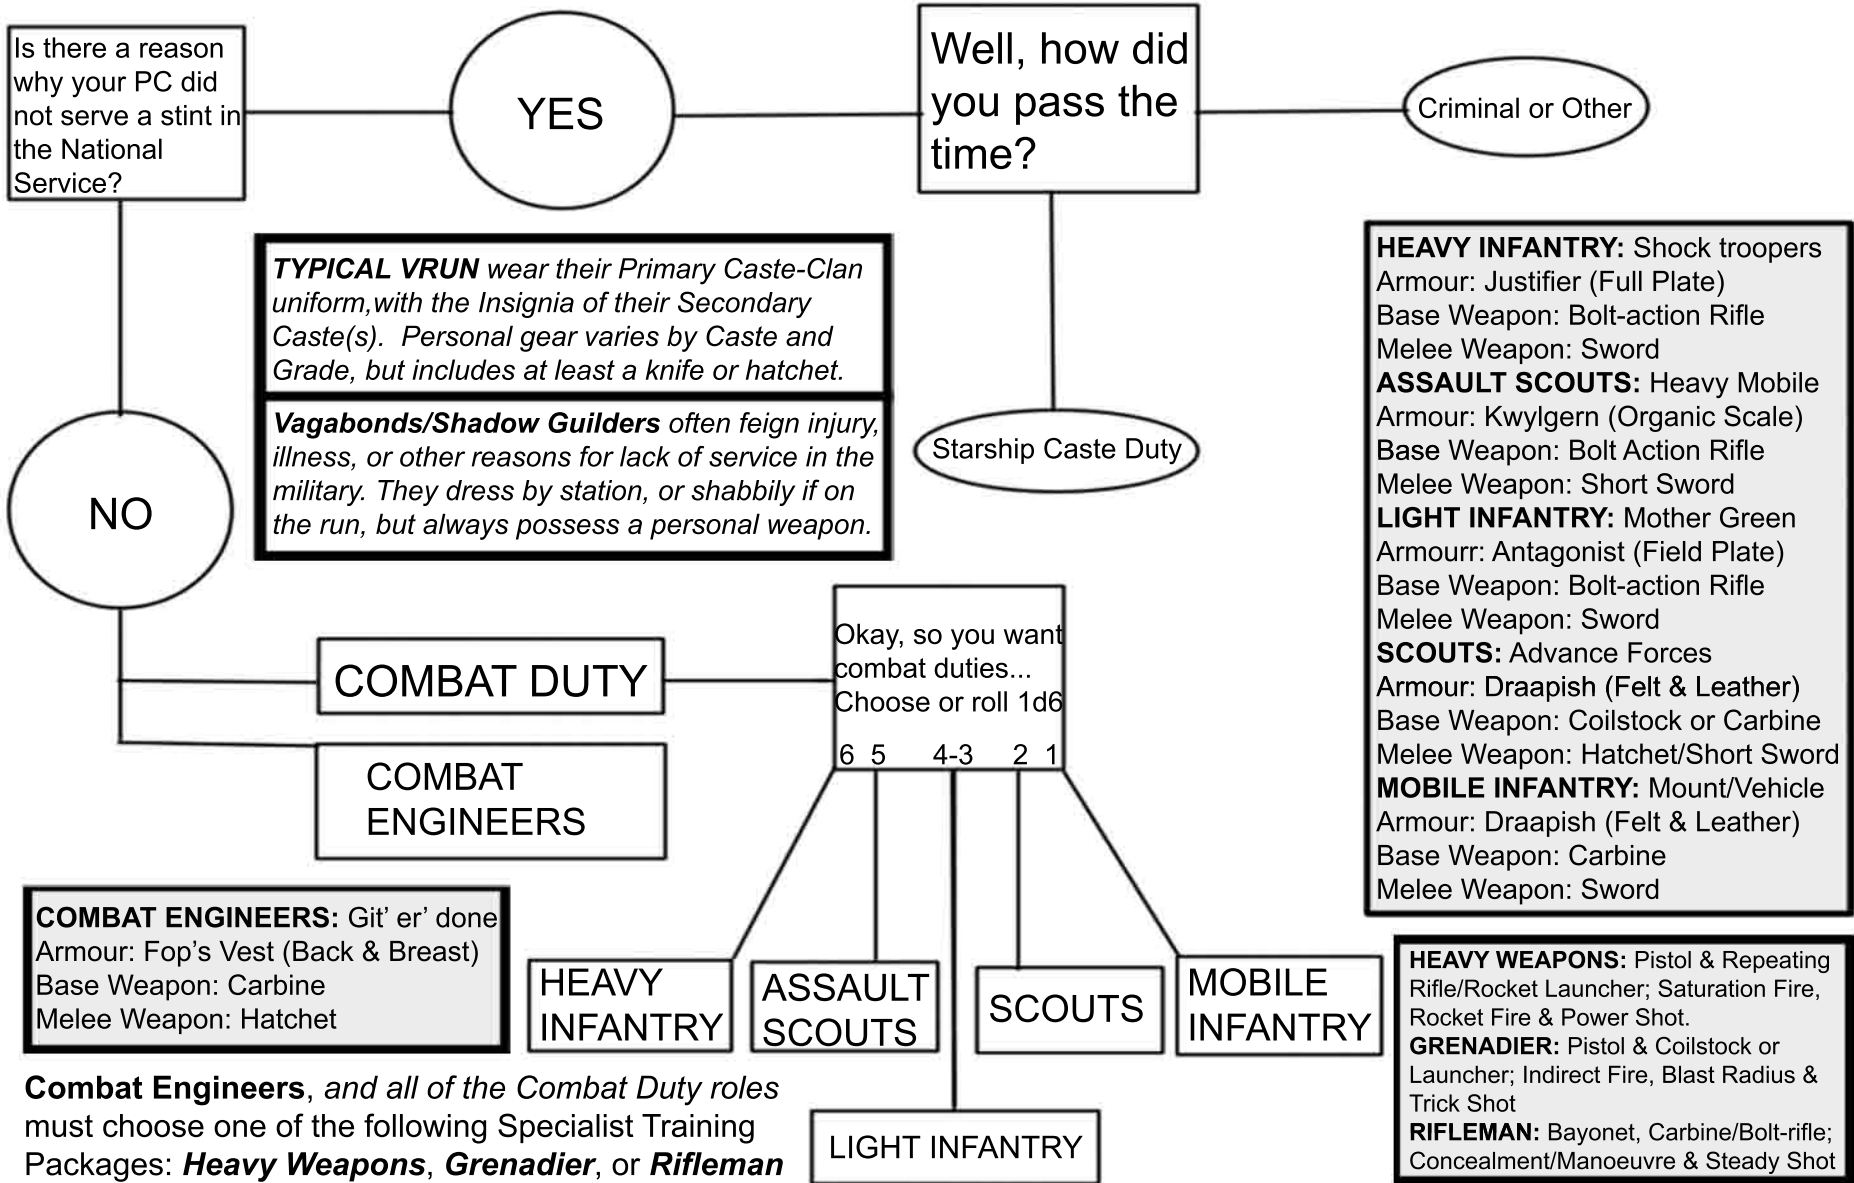 Is there a reason
why your PC did
not serve a stint in
the National
Service?
YES
Well, how did
you pass the
time?
Criminal or Other
TYPICAL VRUN wear their Primary Caste-Clan
uniform,with the Insignia of their Secondary
Caste(s).  Personal gear varies by Caste and
Grade, but includes at least a knife or hatchet.
Vagabonds/Shadow Guilders often feign injury,
illness, or other reasons for lack of service in the
military. They dress by station, or shabbily if on
the run, but always possess a personal weapon.
Starship Caste Duty
NO
HEAVY INFANTRY: Shock troopers
Armour: Justifier (Full Plate)
Base Weapon: Bolt-action Rifle
Melee Weapon: Sword
ASSAULT SCOUTS: Heavy Mobile
Armour: Kwylgern (Organic Scale)
Base Weapon: Bolt Action Rifle
Melee Weapon: Short Sword
LIGHT INFANTRY: Mother Green
Armourr: Antagonist (Field Plate)
Base Weapon: Bolt-action Rifle
Melee Weapon: Sword
SCOUTS: Advance Forces
Armour: Draapish (Felt & Leather)
Base Weapon: Coilstock or Carbine
Melee Weapon: Hatchet/Short Sword
MOBILE INFANTRY: Mount/Vehicle
Armour: Draapish (Felt & Leather)
Base Weapon: Carbine
Melee Weapon: Sword
COMBAT DUTY
Okay, so you want
combat duties...
Choose or roll 1d6
6 5 4-3 2 1
COMBAT
ENGINEERS
COMBAT ENGINEERS: Git' er' done
Armour: Fop's Vest (Back & Breast)
Base Weapon: Carbine
Melee Weapon: Hatchet
HEAVY
INFANTRY
ASSAULT
SCOUTS
SCOUTS
MOBILE
INFANTRY
LIGHT INFANTRY
HEAVY WEAPONS: Pistol & Repeating
Rifle/Rocket Launcher; Saturation Fire,
Rocket Fire & Power Shot.
GRENADIER: Pistol & Coilstock or
Launcher; Indirect Fire, Blast Radius &
Trick Shot
RIFLEMAN: Bayonet, Carbine/Bolt-rifle;
Concealment/Manoeuvre & Steady Shot
Combat Engineers, and all of the Combat Duty roles
must choose one of the following Specialist Training
Packages: Heavy Weapons, Grenadier, or Rifleman